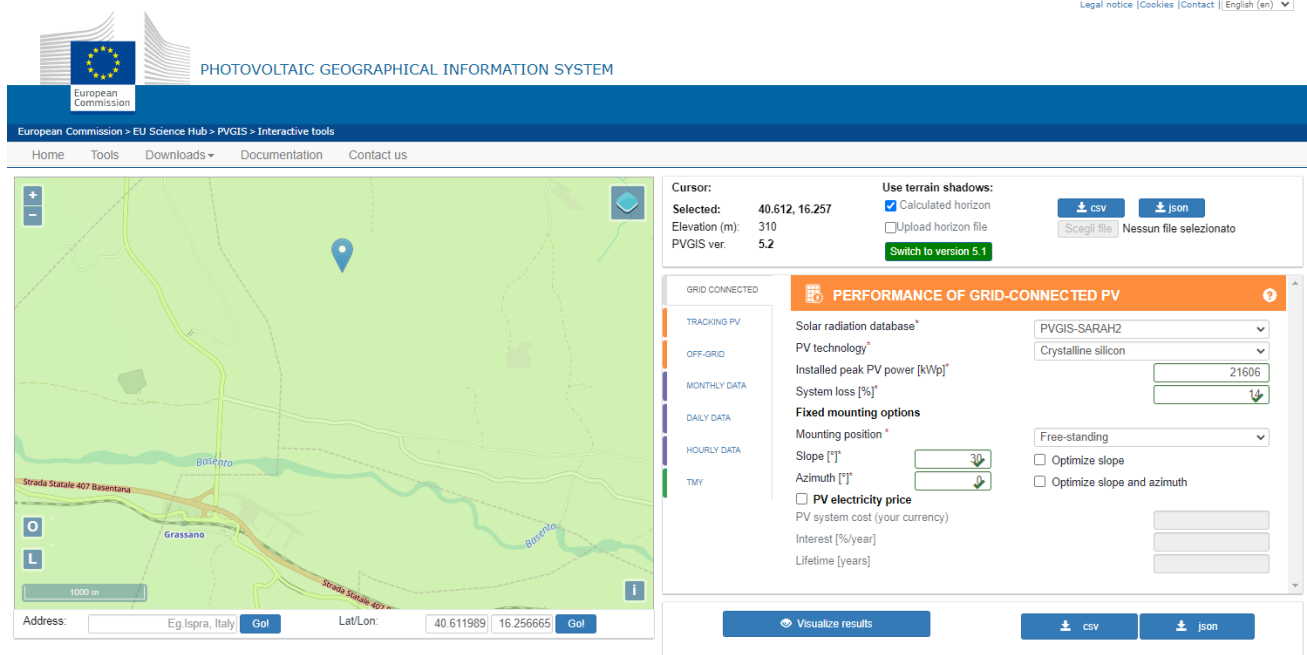 Legal notice |Cookies |Contact | English (en)
European
Commission
PHOTOVOLTAIC GEOGRAPHICAL INFORMATION SYSTEM
European Commission > EU Science Hub > PVGIS > Interactive tools
Home Tools Downloads Documentation Contact us
+
−
Basento
Strada Statale 407 Basentana
Grassano
Basento
Strada Statale 407 B
O
L
i
1000 m
Address: Eg.Ispra, Italy Go! Lat/Lon: 40.611989 16.256665 Go!
Cursor: Use terrain shadows:
Selected: 40.612, 16.257 Calculated horizon csv json
Elevation (m): 310 Upload horizon file Scegli file Nessun file selezionato
PVGIS ver. 5.2 Switch to version 5.1
GRID CONNECTED
TRACKING PV
OFF-GRID
MONTHLY DATA
DAILY DATA
HOURLY DATA
TMY
PERFORMANCE OF GRID-CONNECTED PV ?
Solar radiation database* PVGIS-SARAH2
PV technology* Crystalline silicon
Installed peak PV power [kWp]* 21606
System loss [%]* 14
Fixed mounting options
Mounting position * Free-standing
Slope [°]* 30 Optimize slope
Azimuth [°]* 0 Optimize slope and azimuth
PV electricity price
PV system cost (your currency)
Interest [%/year]
Lifetime [years]
Visualize results csv json